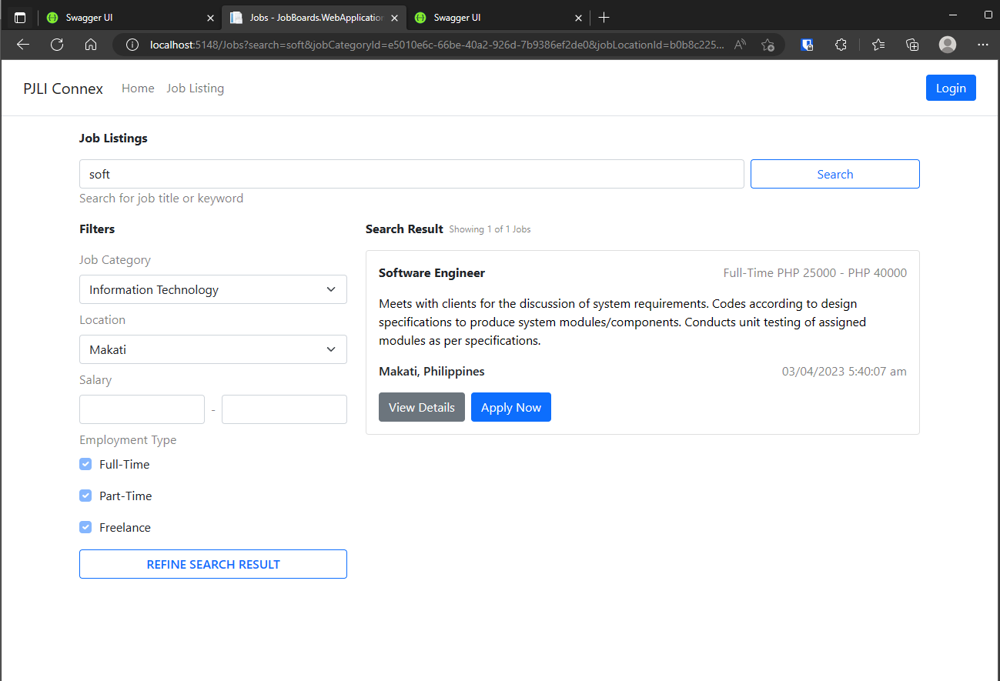 Swagger UI
Jobs - JobBoards.WebApplication
Swagger UI
localhost:5148/Jobs?search=soft&jobCategoryId=e5010e6c-66be-40a2-926d-7b9386ef2de0&jobLocationId=b0b8c225...
PJLI Connex
Home
Job Listing
Login
Job Listings
soft
Search
Search for job title or keyword
Filters
Job Category
Information Technology
Location
Makati
Salary
-
Employment Type
Full-Time
Part-Time
Freelance
REFINE SEARCH RESULT
Search Result Showing 1 of 1 Jobs
Software Engineer
Full-Time PHP 25000 - PHP 40000
Meets with clients for the discussion of system requirements. Codes according to design
specifications to produce system modules/components. Conducts unit testing of assigned
modules as per specifications.
Makati, Philippines
03/04/2023 5:40:07 am
View Details
Apply Now